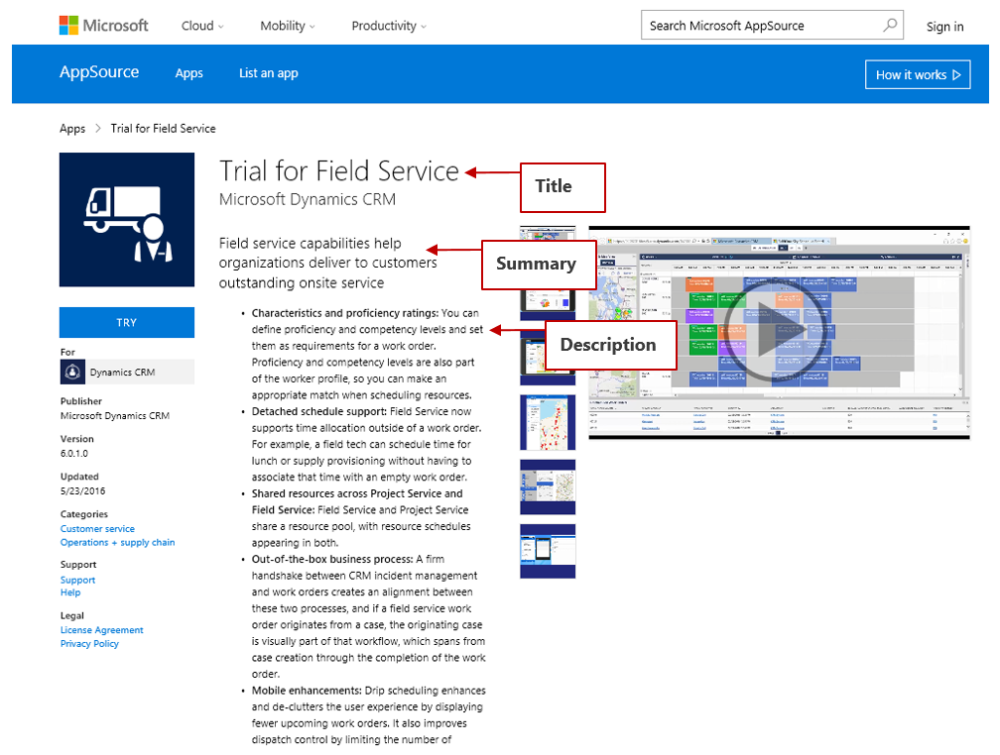 Microsoft Cloud Mobility Productivity Search Microsoft AppSource Sign in
AppSource Apps List an app How it works
Apps > Trial for Field Service
Trial for Field Service
Microsoft Dynamics CRM
Title
Field service capabilities help
organizations deliver to customers
outstanding onsite service
Summary
• Characteristics and proficiency ratings: You can
define proficiency and competency levels and set
them as requirements for a work order.
Proficiency and competency levels are also part
of the worker profile, so you can make an
appropriate match when scheduling resources.
• Detached schedule support: Field Service now
supports time allocation outside of a work order.
For example, a field tech can schedule time for
lunch or supply provisioning without having to
associate that time with an empty work order.
• Shared resources across Project Service and
Field Service: Field Service and Project Service
share a resource pool, with resource schedules
appearing in both.
• Out-of-the-box business process: A firm
handshake between CRM incident management
and work orders creates an alignment between
these two processes, and if a field service work
order originates from a case, the originating case
is visually part of that workflow, which spans from
case creation through the completion of the work
order.
• Mobile enhancements: Drip scheduling enhances
and de-clutters the user experience by displaying
fewer upcoming work orders. It also improves
dispatch control by limiting the number of
Description
TRY
For
Dynamics CRM
Publisher
Microsoft Dynamics CRM
Version
6.0.1.0
Updated
5/23/2016
Categories
Customer service
Operations + supply chain
Support
Support
Help
Legal
License Agreement
Privacy Policy